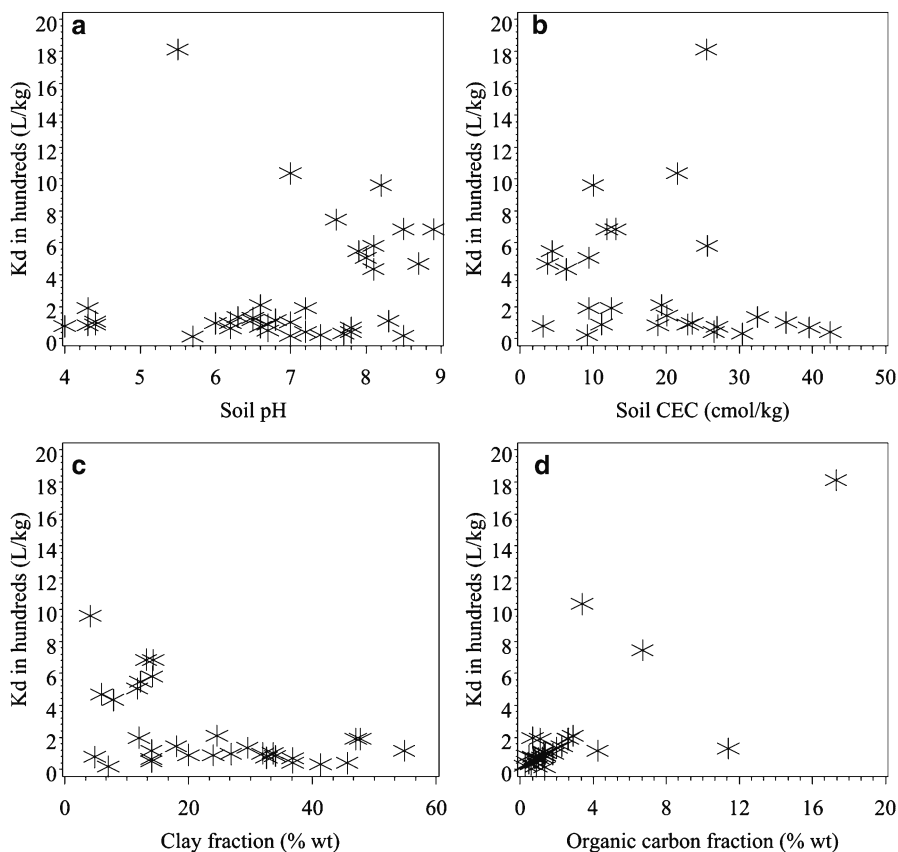 a
Kd in hundreds (L/kg)
20
18
16
14
12
10
8
6
4
2
0
4 5 6 7 8 9
Soil pH
b
Kd in hundreds (L/kg)
20
18
16
14
12
10
8
6
4
2
0
0 10 20 30 40 50
Soil CEC (cmol/kg)
c
Kd in hundreds (L/kg)
20
18
16
14
12
10
8
6
4
2
0
0 20 40 60
Clay fraction (% wt)
d
Kd in hundreds (L/kg)
20
18
16
14
12
10
8
6
4
2
0
0 4 8 12 16 20
Organic carbon fraction (% wt)